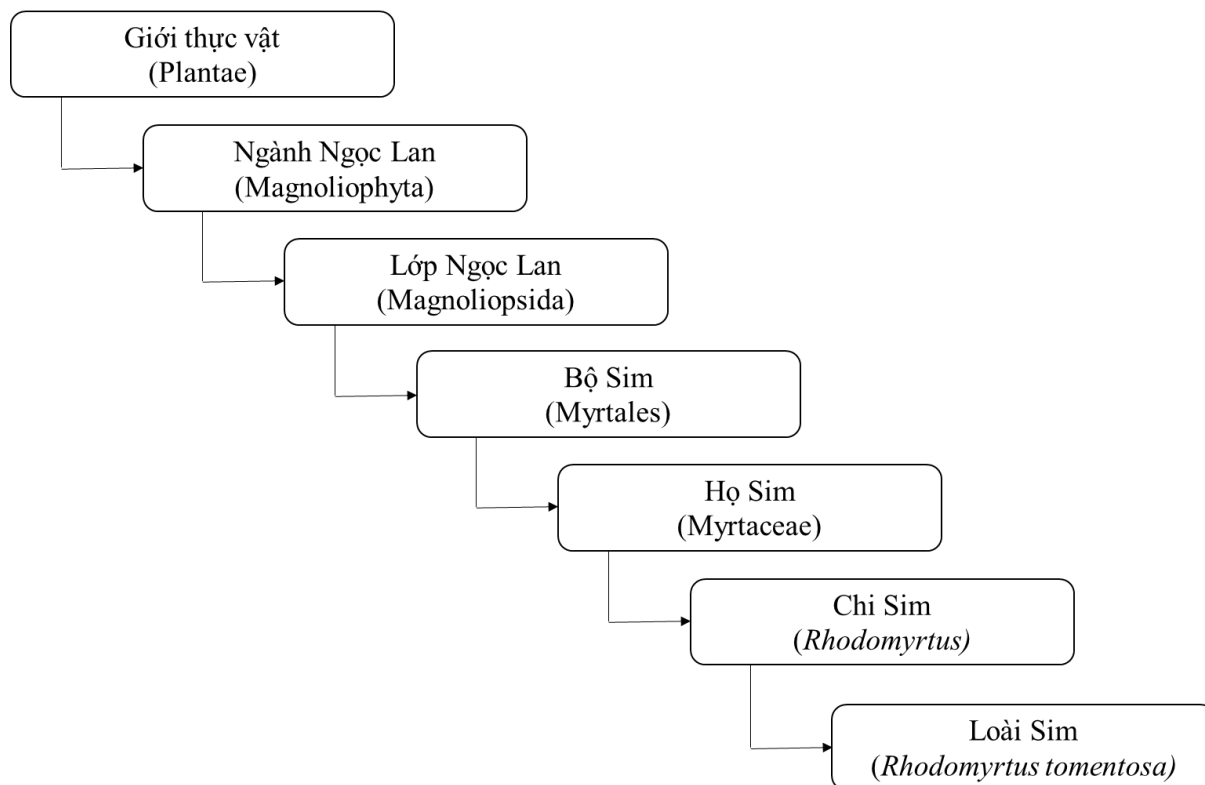 Giới thực vật
(Plantae)
Ngành Ngọc Lan
(Magnoliophyta)
Lớp Ngọc Lan
(Magnoliopsida)
Bộ Sim
(Myrtales)
Họ Sim
(Myrtaceae)
Chi Sim
(Rhodomyrtus)
Loài Sim
(Rhodomyrtus tomentosa)